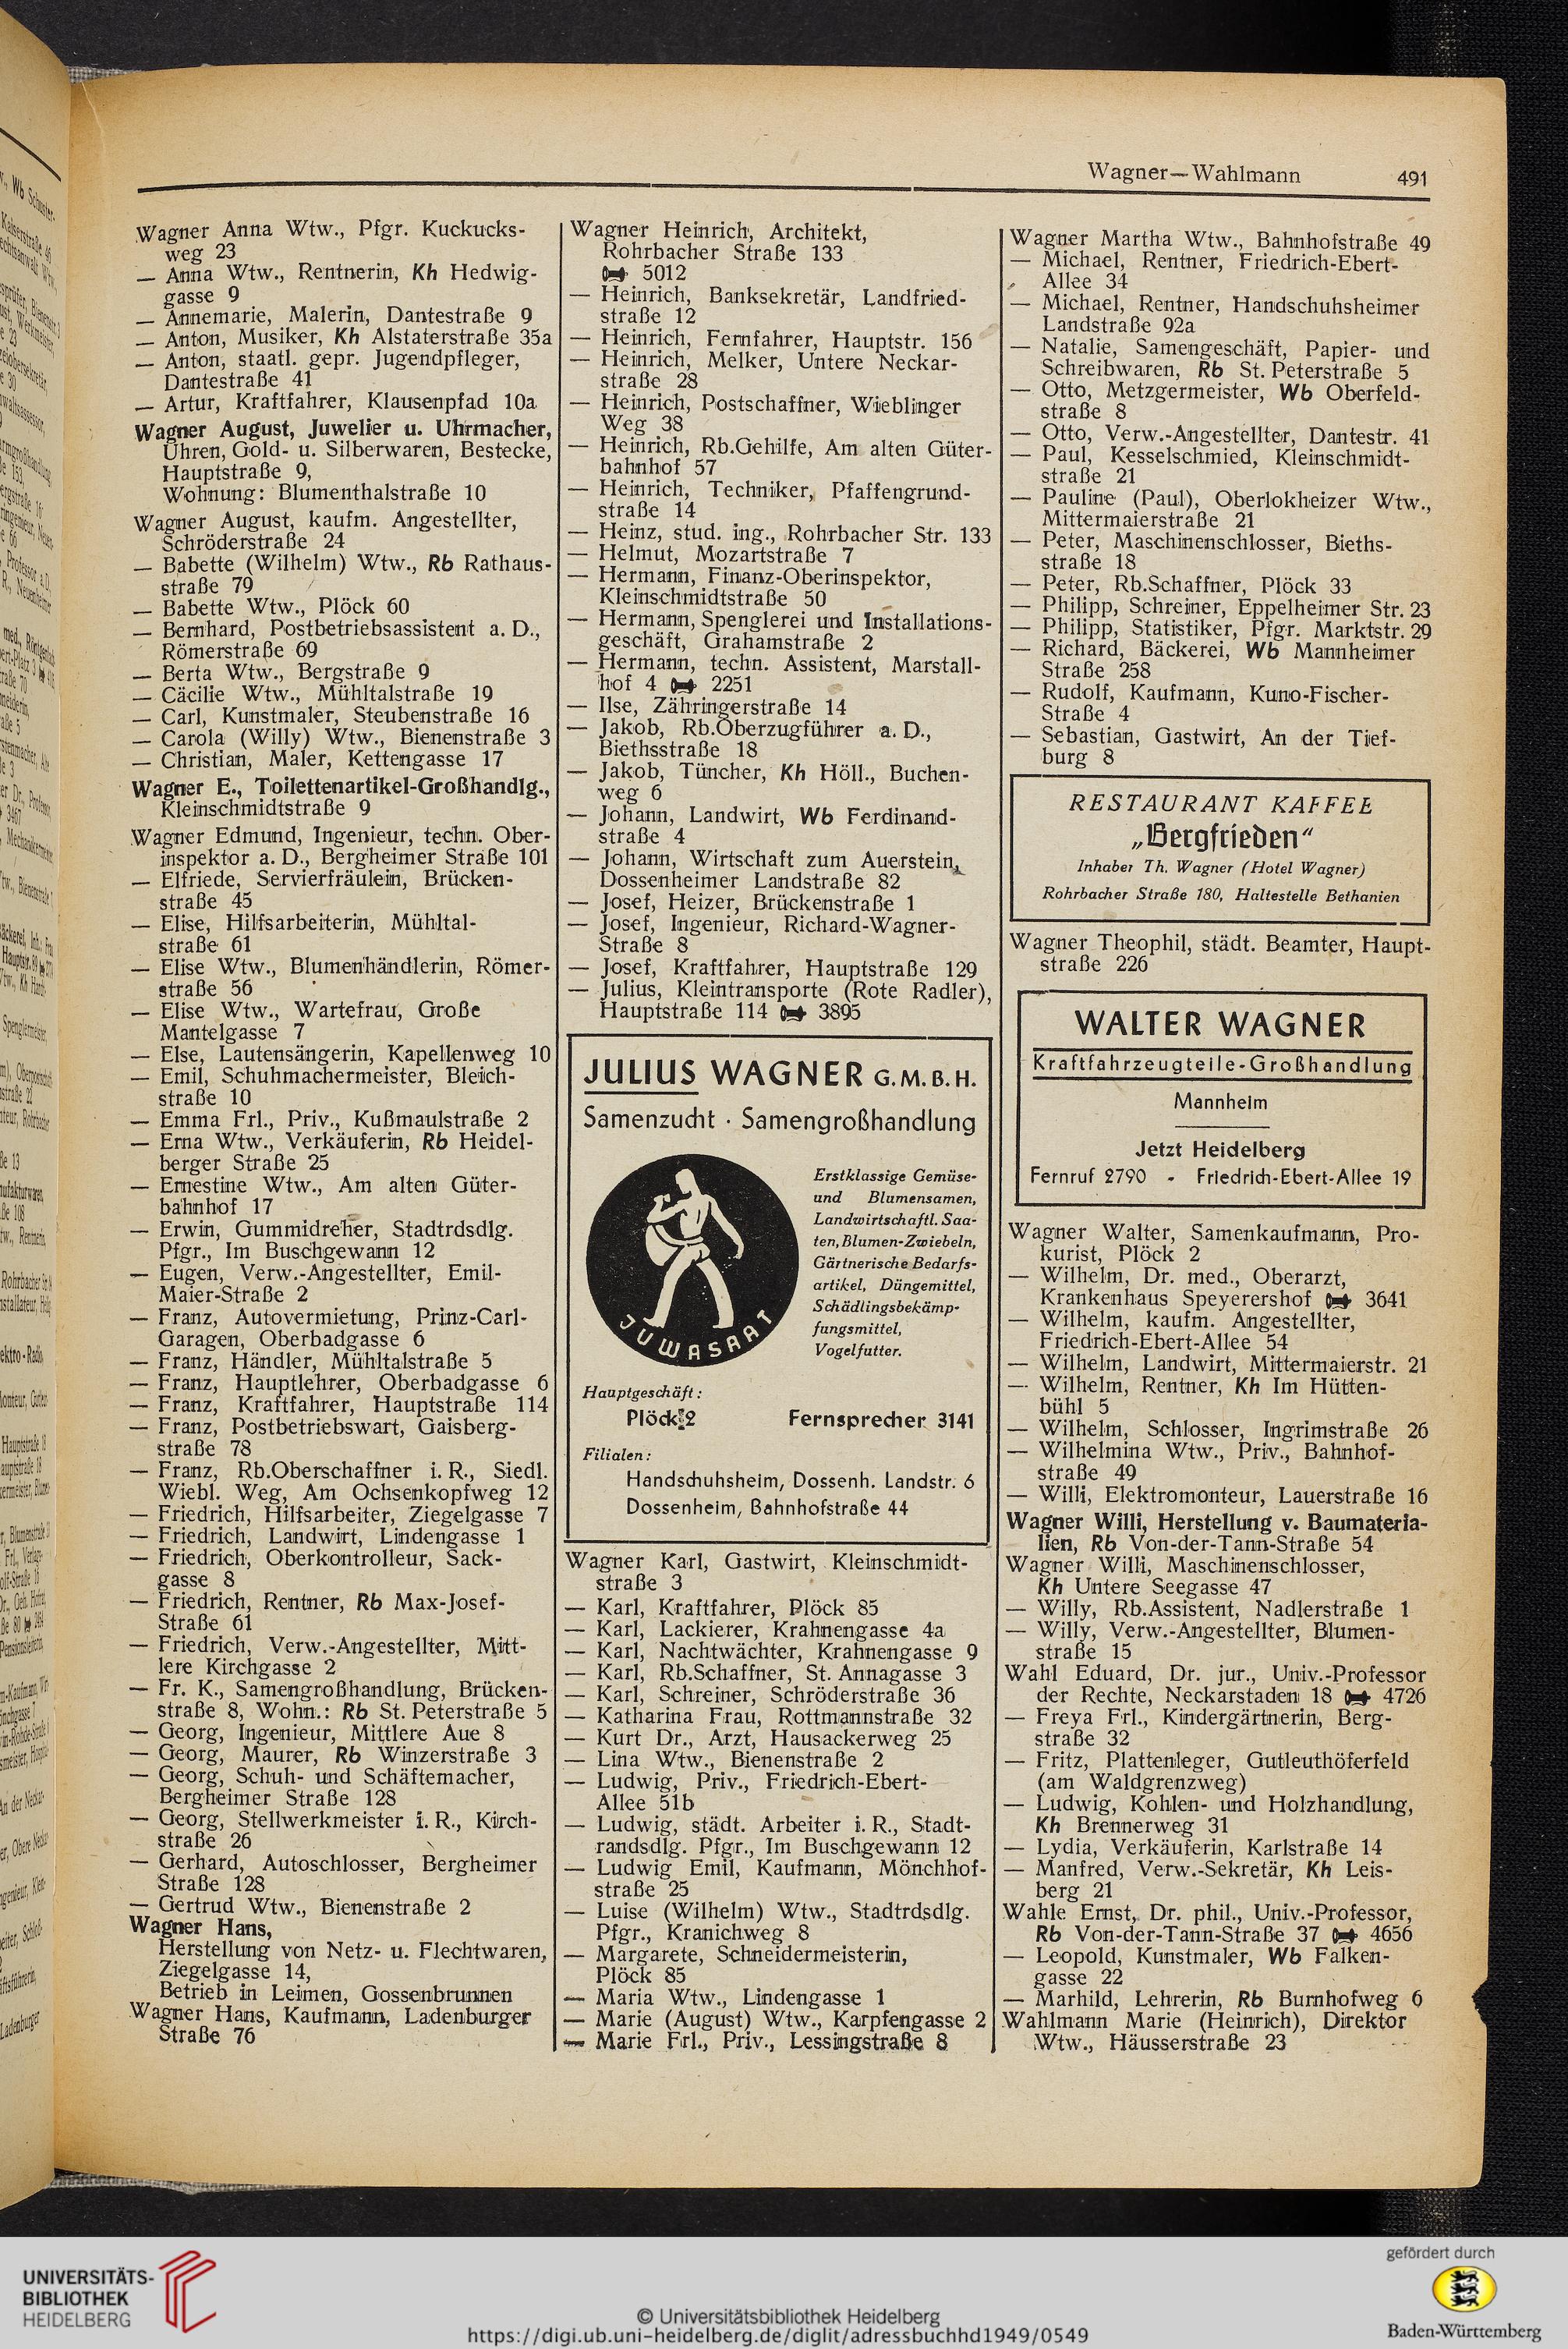 Wagner—Wahlmann 491
Wagner Anna Wtw., Pfgr. Kuckucks-
weg 23
— Anna Wtw., Rentnerin, Kh Hedwig-
gasse 9
— Annemarie, Malerin, Dantestraße 9
— Anton, Musiker, Kh Alstaterstraße 35a
— Anton, staatl. gepr. Jugendpfleger,
Dantestraße 41
— Artur, Kraftfahrer, Klausenpfad 10a
Wagner August, Juwelier u. Uhrmacher,
Uhren, Gold- u. Silberwaren, Bestecke,
Hauptstraße 9,
Wohnung: Blumenthalstraße 10
Wagner August, kaufm. Angestellter,
Schröderstraße 24
— Babette (Wilhelm) Wtw., Rb Rathaus-
straße 79
— Babette Wtw., Plöck 60
— Bernhard, Postbetriebsassistent a. D.,
Römerstraße 69
— Berta Wtw., Bergstraße 9
— Cäcilie Wtw., Mühltalstraße 19
— Carl, Kunstmaler, Steubenstraße 16
— Carola (Willy) Wtw., Bienenstraße 3
— Christian, Maler, Kettengasse 17
Wagner E., Toilettenartikel-Großhandlg.,
Kleinschmidtstraße 9
Wagner Edmund, Ingenieur, techn. Ober-
inspektor a. D., Bergheimer Straße 101
— Elfriede, Servierfräulein, Brücken-
straße 45
— Elise, Hilfsarbeiterin, Mühltal-
straße 61
— Elise Wtw., Blumenhändlerin, Römer-
straße 56
— Elise Wtw., Wartefrau, Große
Mantelgasse 7
— Else, Lautensängerin, Kapellenweg 10
— Emil, Schuhmachermeister, Bleich-
straße 10
— Emma Frl., Priv., Kußmaulstraße 2
— Erna Wtw., Verkäuferin, Rb Heidel-
berger Straße 25
— Ernestine Wtw., Am alten Güter-
bahnhof 17
— Erwin, Gummidreher, Stadtrdsdlg.
Pfgr., Im Buschgewann 12
— Eugen, Verw.-Angestellter, Emil-
Maier-Straße 2
— Franz, Autovermietung, Prinz-Carl-
Garagen, Oberbadgasse 6
— Franz, Händler, Mühltalstraße 5
— Franz, Hauptlehrer, Oberbadgasse 6
— Franz, Kraftfahrer, Hauptstraße 114
— Franz, Postbetriebswart, Gaisberg-
straße 78
— Franz, Rb.Oberschaffner i. R., Siedl.
Wiebl. Weg, Am Ochsenkopfweg 12
— Friedrich, Hilfsarbeiter, Ziegelgasse 7
— Friedrich, Landwirt, Lindengasse 1
— Friedrich, Oberkontrolleur, Sack-
gasse 8
— Friedrich, Rentner, Rb Max-Josef-
Straße 61
— Friedrich, Verw.-Angestellter, Mitt-
lere Kirchgasse 2
— Fr. K., Samengroßhandlung, Brücken-
straße 8, Wohn.: Rb St. Peterstraße 5
— Georg, Ingenieur, Mittlere Aue 8
— Georg, Maurer, Rb Winzerstraße 3
— Georg, Schuh- und Schäftemacher,
Bergheimer Straße 128
— Georg, Stellwerkmeister i. R., Kirch-
straße 26
— Gerhard, Autoschlosser, Bergheimer
Straße 128
— Gertrud Wtw., Bienenstraße 2
Wagner Hans,
Herstellung von Netz- u. Flechtwaren,
Ziegelgasse 14,
Betrieb in Leimen, Gossenbrunnen
Wagner Hans, Kaufmann, Ladenburger
Straße 76
Wagner Heinrich, Architekt,
Rohrbacher Straße 133
5012
— Heinrich, Banksekretär, Landfried-
straße 12
— Heinrich, Fernfahrer, Hauptstr. 156
— Heinrich, Melker, Untere Neckar-
straße 28
— Heinrich, Postschaffner, Wieblinger
Weg 38
— Heinrich, Rb.Gehilfe, Am alten Güter-
bahnhof 57
— Heinrich, Techniker, Pfaffengrund-
straße 14
— Heinz, stud. ing., Rohrbacher Str. 133
— Helmut, Mozartstraße 7
— Hermann, Finanz-Oberinspektor,
Kleinschmidtstraße 50
— Hermann, Spenglerei und Installations-
geschäft, Grahamstraße 2
— Hermann, techn. Assistent, Marstall-
hof 4 2251
— Ilse, Zähringerstraße 14
— Jakob, Rb.Oberzugführer a. D.,
Biethsstraße 18
— Jakob, Tüncher, Kh Höll., Buchen-
weg 6
— Johann, Landwirt, Wb Ferdinand-
straße 4
— Johann, Wirtschaft zum Auerstein,
Dossenheimer Landstraße 82
— Josef, Heizer, Brückenstraße 1
— Josef, Ingenieur, Richard-Wagner-
Straße 8
— Josef, Kraftfahrer, Hauptstraße 129
— Julius, Kleintransporte (Rote Radler),
Hauptstraße 114 3895
JULIUS WAGNER G.M.B.H.
Samenzucht · Samengroßhandlung
Erstklassige Gemüse-
und Blumensamen,
Landwirtschaftl. Saa-
ten, Blumen-Zwiebeln,
Gärtnerische Bedarfs-
artikel, Düngemittel,
Schädlingsbekämp-
fungsmittel,
Vogelfutter.
JUWASAAT
Hauptgeschäft:
Plöck 2 Fernsprecher 3141
Filialen:
Handschuhsheim, Dossenh. Landstr. 6
Dossenheim, Bahnhofstraße 44
Wagner Karl, Gastwirt, Kleinschmidt-
straße 3
— Karl, Kraftfahrer, Plöck 85
— Karl, Lackierer, Krahnengasse 4a
— Karl, Nachtwächter, Krahnengasse 9
— Karl, Rb.Schaffner, St. Annagasse 3
— Karl, Schreiner, Schröderstraße 36
— Katharina Frau, Rottmannstraße 32
— Kurt Dr., Arzt, Hausackerweg 25
— Lina Wtw., Bienenstraße 2
— Ludwig, Priv., Friedrich-Ebert-
Allee 51b
— Ludwig, städt. Arbeiter i. R., Stadt-
randsdlg. Pfgr., Im Buschgewann 12
— Ludwig Emil, Kaufmann, Mönchhof-
straße 25
— Luise (Wilhelm) Wtw., Stadtrdsdlg.
Pfgr., Kranichweg 8
— Margarete, Schneidermeisterin,
Plöck 85
— Maria Wtw., Lindengasse 1
— Marie (August) Wtw., Karpfengasse 2
— Marie Frl., Priv., Lessingstraße 8
Wagner Martha Wtw., Bahnhofstraße 49
— Michael, Rentner, Friedrich-Ebert-
Allee 34
— Michael, Rentner, Handschuhsheimer
Landstraße 92a
— Natalie, Samengeschäft, Papier- und
Schreibwaren, Rb St. Peterstraße 5
— Otto, Metzgermeister, Wb Oberfeld-
straße 8
— Otto, Verw.-Angestellter, Dantestr. 41
— Paul, Kesselschmied, Kleinschmidt-
straße 21
— Pauline (Paul), Oberlokheizer Wtw.,
Mittermaierstraße 21
— Peter, Maschinenschlosser, Bieths-
straße 18
— Peter, Rb.Schaffner, Plöck 33
— Philipp, Schreiner, Eppelheimer Str. 23
— Philipp, Statistiker, Pfgr. Marktstr. 29
— Richard, Bäckerei, Wb Mannheimer
Straße 258
— Rudolf, Kaufmann, Kuno-Fischer-
Straße 4
— Sebastian, Gastwirt, An der Tief-
burg 8
RESTAURANT KAFFEE
„Bergfrieden“
Inhaber Th. Wagner (Hotel Wagner)
Rohrbacher Straße 180, Haltestelle Bethanien
Wagner Theophil, städt. Beamter, Haupt-
straße 226
WALTER WAGNER
Kraftfahrzeugteile-Großhandlung
Mannheim
Jetzt Heidelberg
Fernruf 2790 - Friedrich-Ebert-Allee 19
Wagner Walter, Samenkaufmann, Pro-
kurist, Plöck 2
— Wilhelm, Dr. med., Oberarzt,
Krankenhaus Speyerershof 3641
— Wilhelm, kaufm. Angestellter,
Friedrich-Ebert-Allee 54
— Wilhelm, Landwirt, Mittermaierstr. 21
— Wilhelm, Rentner, Kh Im Hütten-
bühl 5
— Wilhelm, Schlosser, Ingrimstraße 26
— Wilhelmina Wtw., Priv., Bahnhof-
straße 49
— Willi, Elektromonteur, Lauerstraße 16
Wagner Willi, Herstellung v. Baumateria-
lien, Rb Von-der-Tann-Straße 54
Wagner Willi, Maschinenschlosser,
Kh Untere Seegasse 47
— Willy, Rb.Assistent, Nadlerstraße 1
— Willy, Verw.-Angestellter, Blumen-
straße 15
Wahl Eduard, Dr. jur., Univ.-Professor
der Rechte, Neckarstaden 18 4726
— Freya Frl., Kindergärtnerin, Berg-
straße 32
— Fritz, Plattenleger, Gutleuthöferfeld
(am Waldgrenzweg)
— Ludwig, Kohlen- und Holzhandlung,
Kh Brennerweg 31
— Lydia, Verkäuferin, Karlstraße 14
— Manfred, Verw.-Sekretär, Kh Leis-
berg 21
Wahle Ernst, Dr. phil., Univ.-Professor,
Rb Von-der-Tann-Straße 37 4656
— Leopold, Kunstmaler, Wb Falken-
gasse 22
— Marhild, Lehrerin, Rb Burnhofweg 6
Wahlmann Marie (Heinrich), Direktor
Wtw., Häusserstraße 23
UNIVERSITÄTS-
BIBLIOTHEK
HEIDELBERG
© Universitätsbibliothek Heidelberg
https://digi.ub.uni-heidelberg.de/diglit/adressbuchhd1949/0549
gefördert durch
Baden-Württemberg